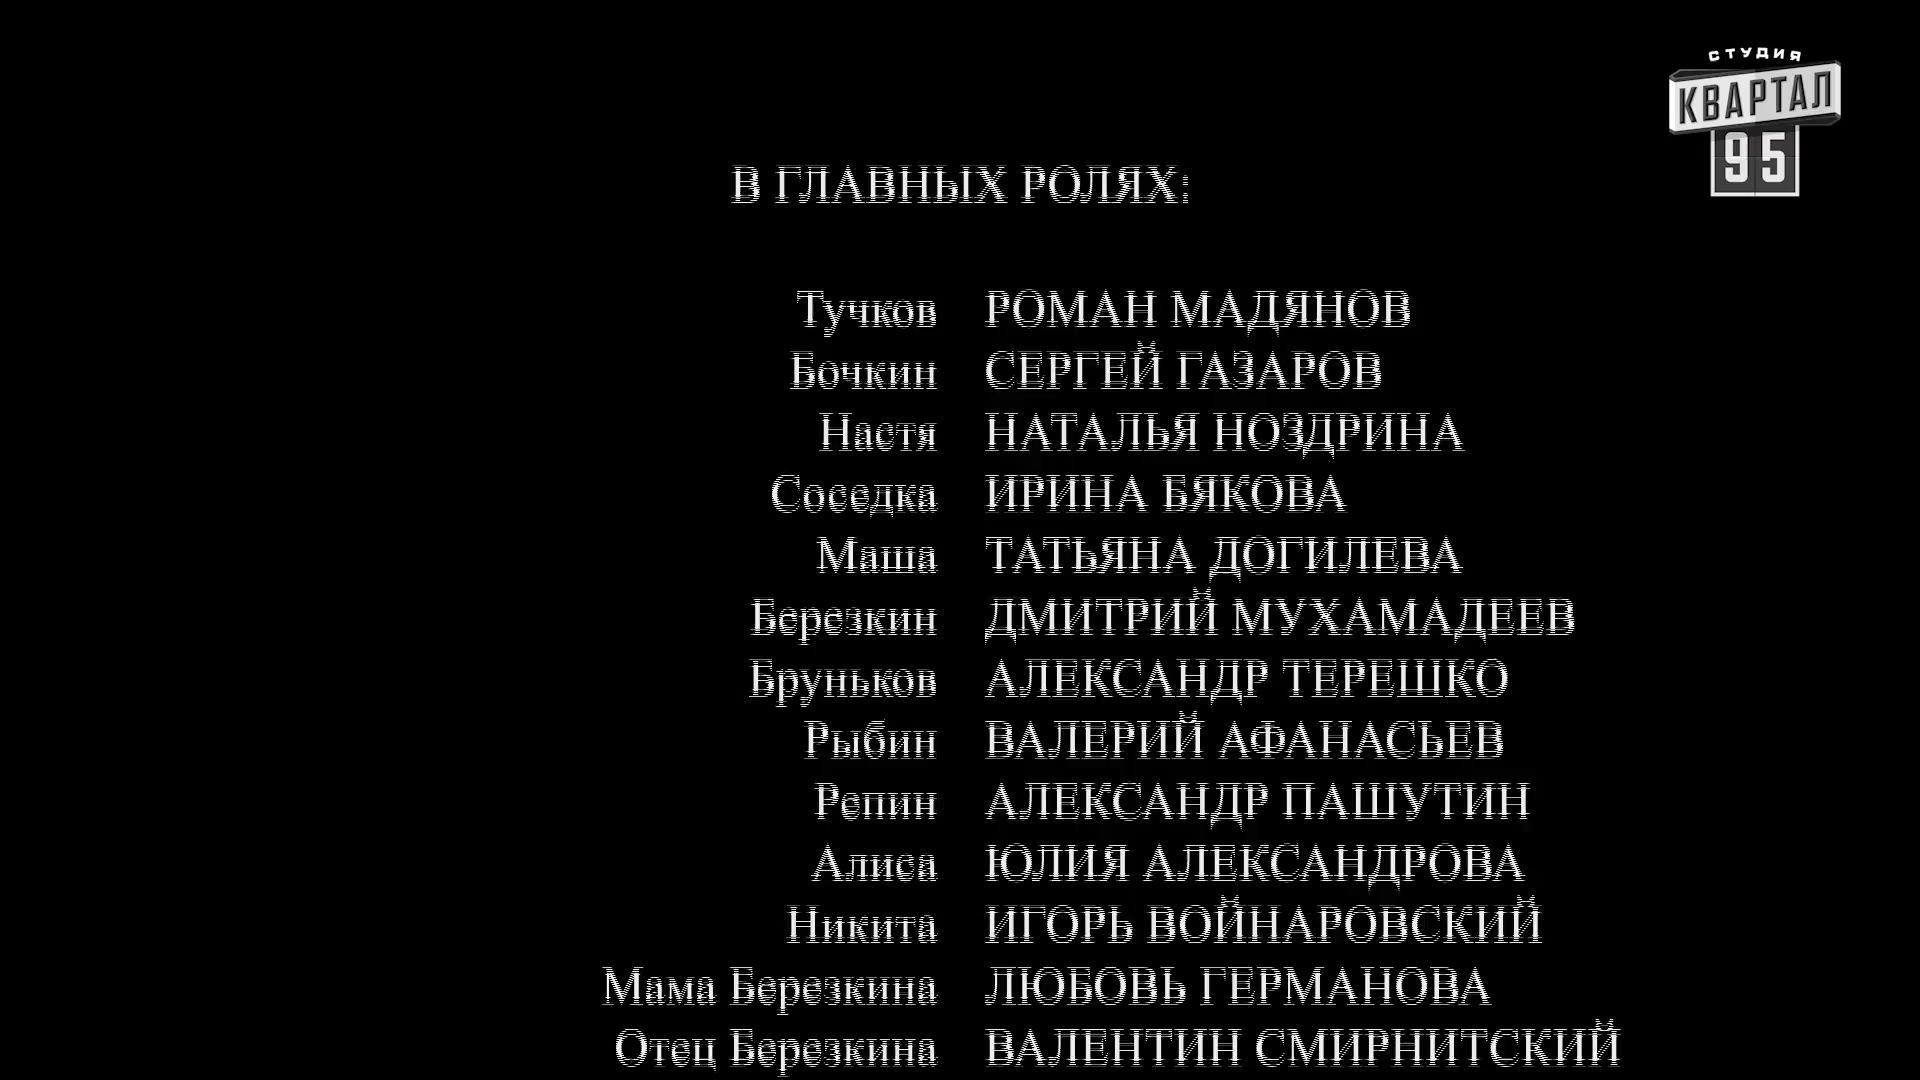 СТУДИЯ
КВАРТАЛ
95
В ГЛАВНЫХ РОЛЯХ:
Тучков РОМАН МАДЯНОВ
Бочкин СЕРГЕЙ ГАЗАРОВ
Настя НАТАЛЬЯ НОЗДРИНА
Соседка ИРИНА БЯКОВА
Маша ТАТЬЯНА ДОГИЛЕВА
Березкин ДМИТРИЙ МУХАМАДЕЕВ
Бруньков АЛЕКСАНДР ТЕРЕШКО
Рыбин ВАЛЕРИЙ АФАНАСЬЕВ
Репин АЛЕКСАНДР ПАШУТИН
Алиса ЮЛИЯ АЛЕКСАНДРОВА
Никита ИГОРЬ ВОЙНАРОВСКИЙ
Мама Березкина ЛЮБОВЬ ГЕРМАНОВА
Отец Березкина ВАЛЕНТИН СМИРНИТСКИЙ